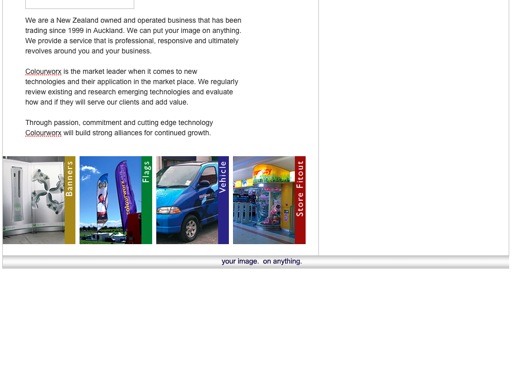 We are a New Zealand owned and operated business that has been
trading since 1999 in Auckland. We can put your image on anything.
We provide a service that is professional, responsive and ultimately
revolves around you and your business.
Colourworx is the market leader when it comes to new
technologies and their application in the market place. We regularly
review existing and research emerging technologies and evaluate
how and if they will serve our clients and add value.
Through passion, commitment and cutting edge technology
Colourworx will build strong alliances for continued growth.
Banners
Flags
Vehicle
Store Fitout
your image. on anything.